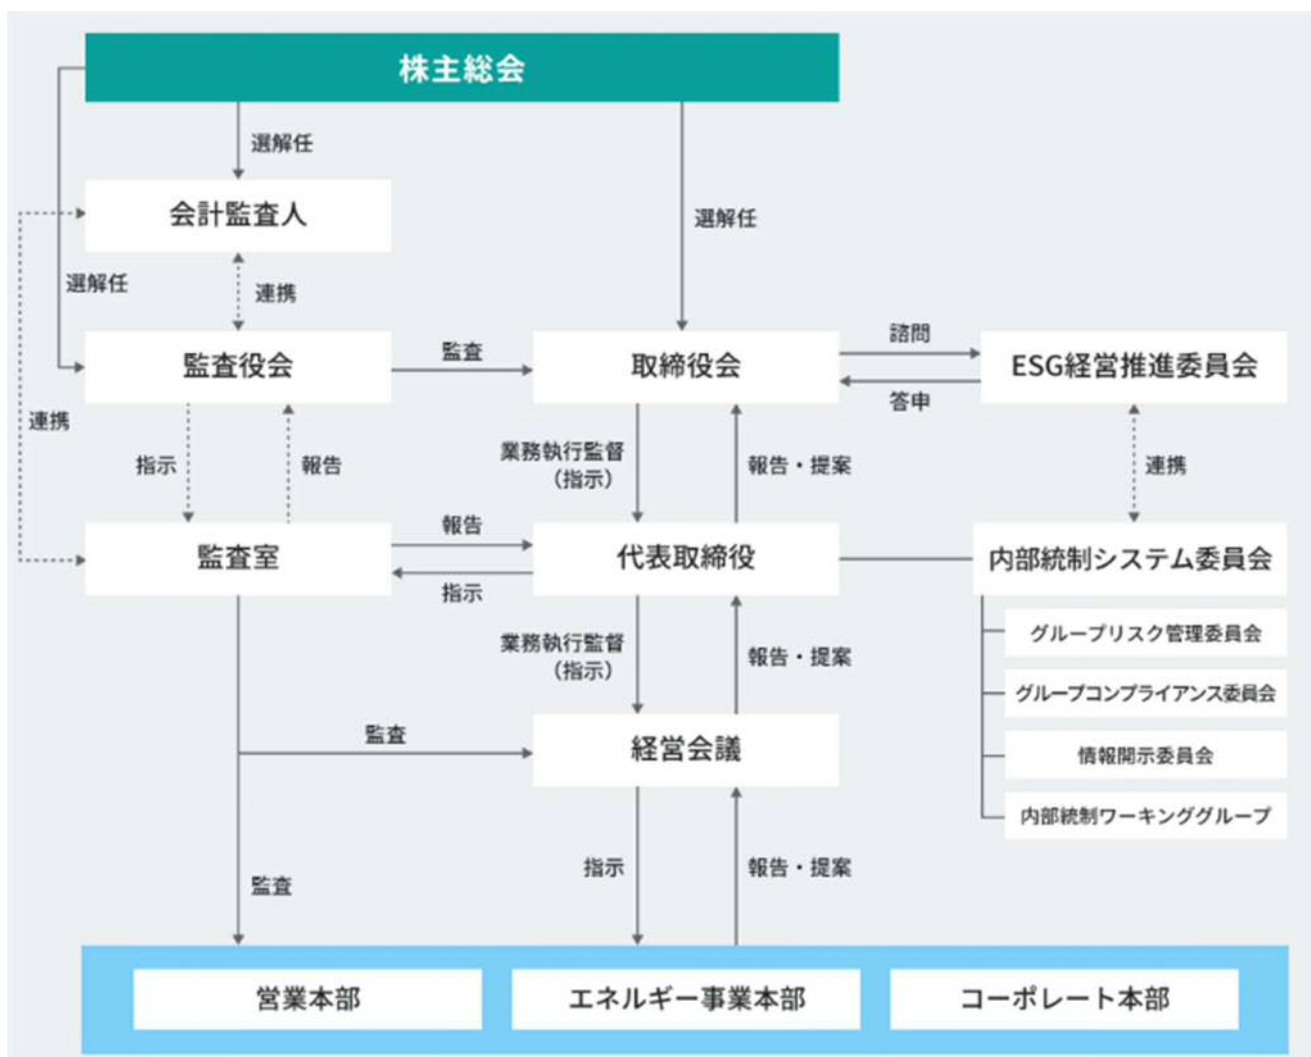 株主総会
選解任
会計監査人
選解任
選解任
連携
監査役会
監査
取締役会
諮問
答申
ESG経営推進委員会
連携
指示
報告
業務執行監督
（指示）
報告・提案
連携
監査室
報告
指示
代表取締役
内部統制システム委員会
グループリスク管理委員会
グループコンプライアンス委員会
情報開示委員会
内部統制ワーキンググループ
業務執行監督
（指示）
報告・提案
監査
経営会議
監査
指示
報告・提案
営業本部
エネルギー事業本部
コーポレート本部